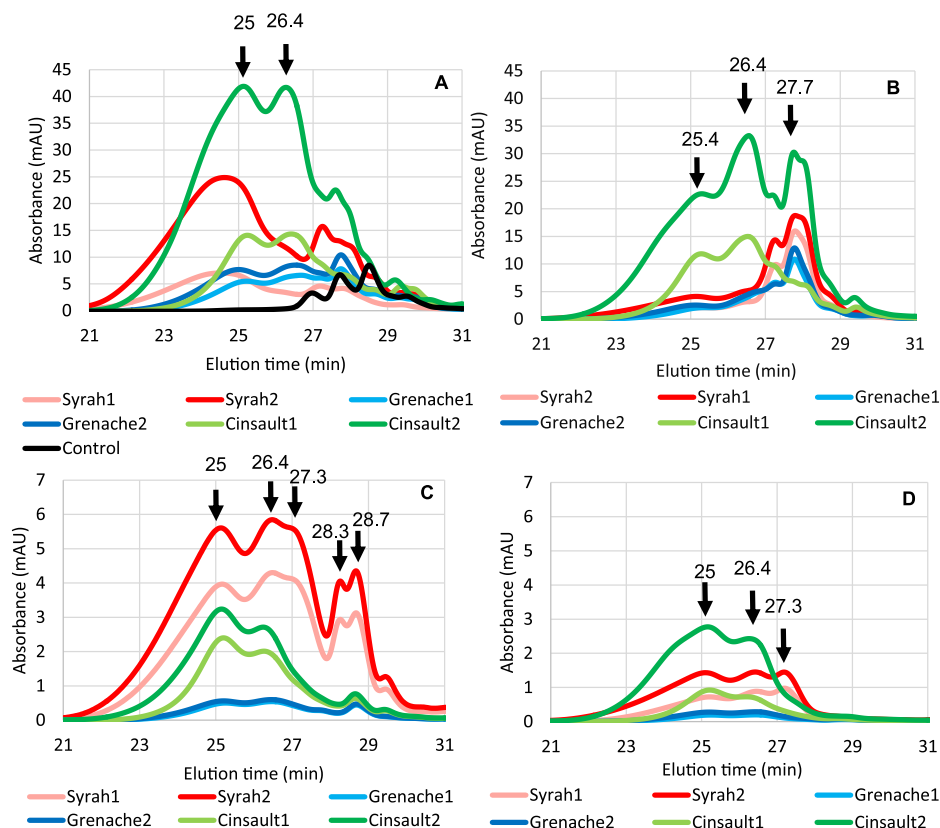 25 26.4
A
45
40
35
30
25
20
15
10
5
0
Absorbance (mAU)
21 23 25 27 29 31
Elution time (min)
Syrah1 Syrah2 Grenache1
Grenache2 Cinsault1 Cinsault2
Control
26.4
27.7
25.4
B
45
40
35
30
25
20
15
10
5
0
Absorbance (mAU)
21 23 25 27 29 31
Elution time (min)
Syrah2 Syrah1 Grenache1
Grenache2 Cinsault1 Cinsault2
25 26.4
27.3
28.3 28.7
C
7
6
5
4
3
2
1
0
Absorbance (mAU)
21 23 25 27 29 31
Elution time (min)
Syrah1 Syrah2 Grenache1
Grenache2 Cinsault1 Cinsault2
25 26.4
27.3
D
7
6
5
4
3
2
1
0
Absorbance (mAU
21 23 25 27 29 31
Elution time (min)
Syrah1 Syrah2 Grenache1
Grenache2 Cinsault1 Cinsault2